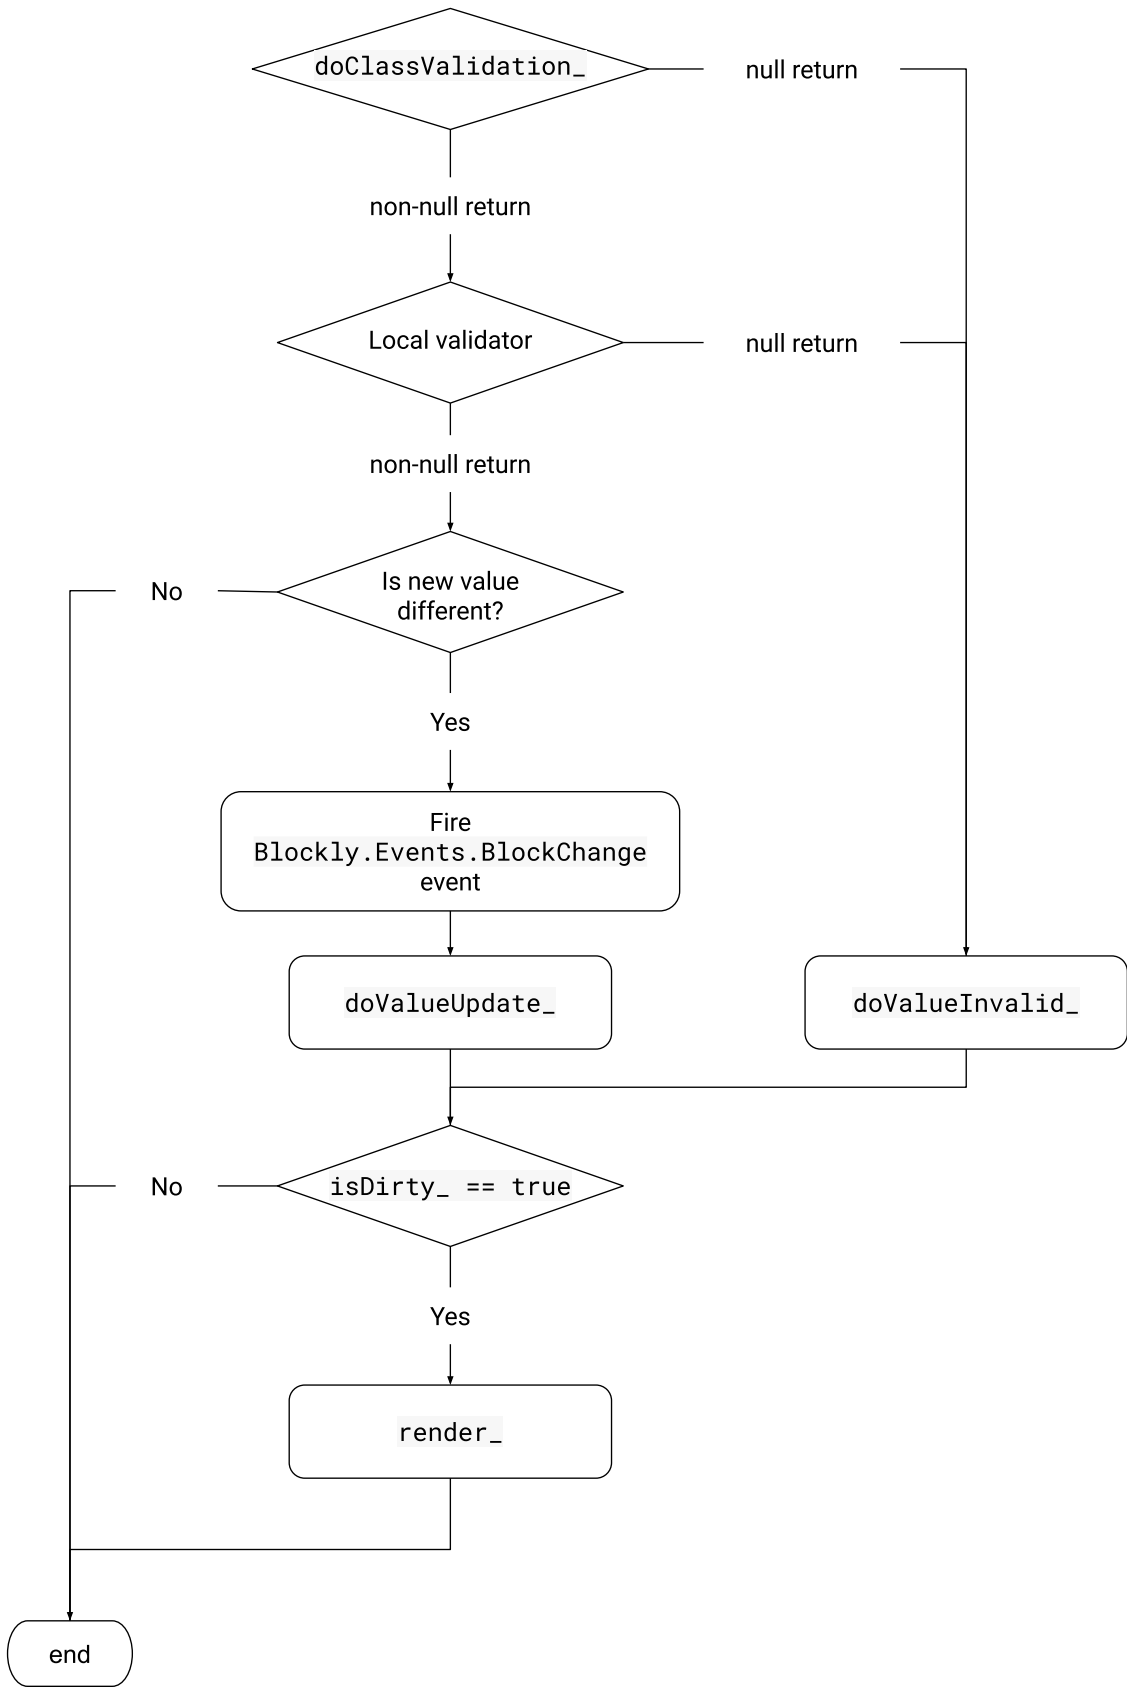 doClassValidation_
null return
non-null return
Local validator
null return
non-null return
Is new value
different?
No
Yes
Fire
Blockly.Events.BlockChange
event
doValueUpdate_
doValueInvalid_
isDirty_ == true
No
Yes
render_
end